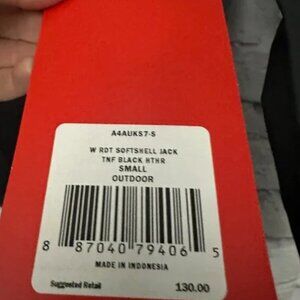 A4AUKS7-S
W RDT SOFTSHELL JACK
TNF BLACK HTHR
SMALL
OUTDOOR
8 87040 79406 5
MADE IN INDONESIA
Suggested Retail 130.00